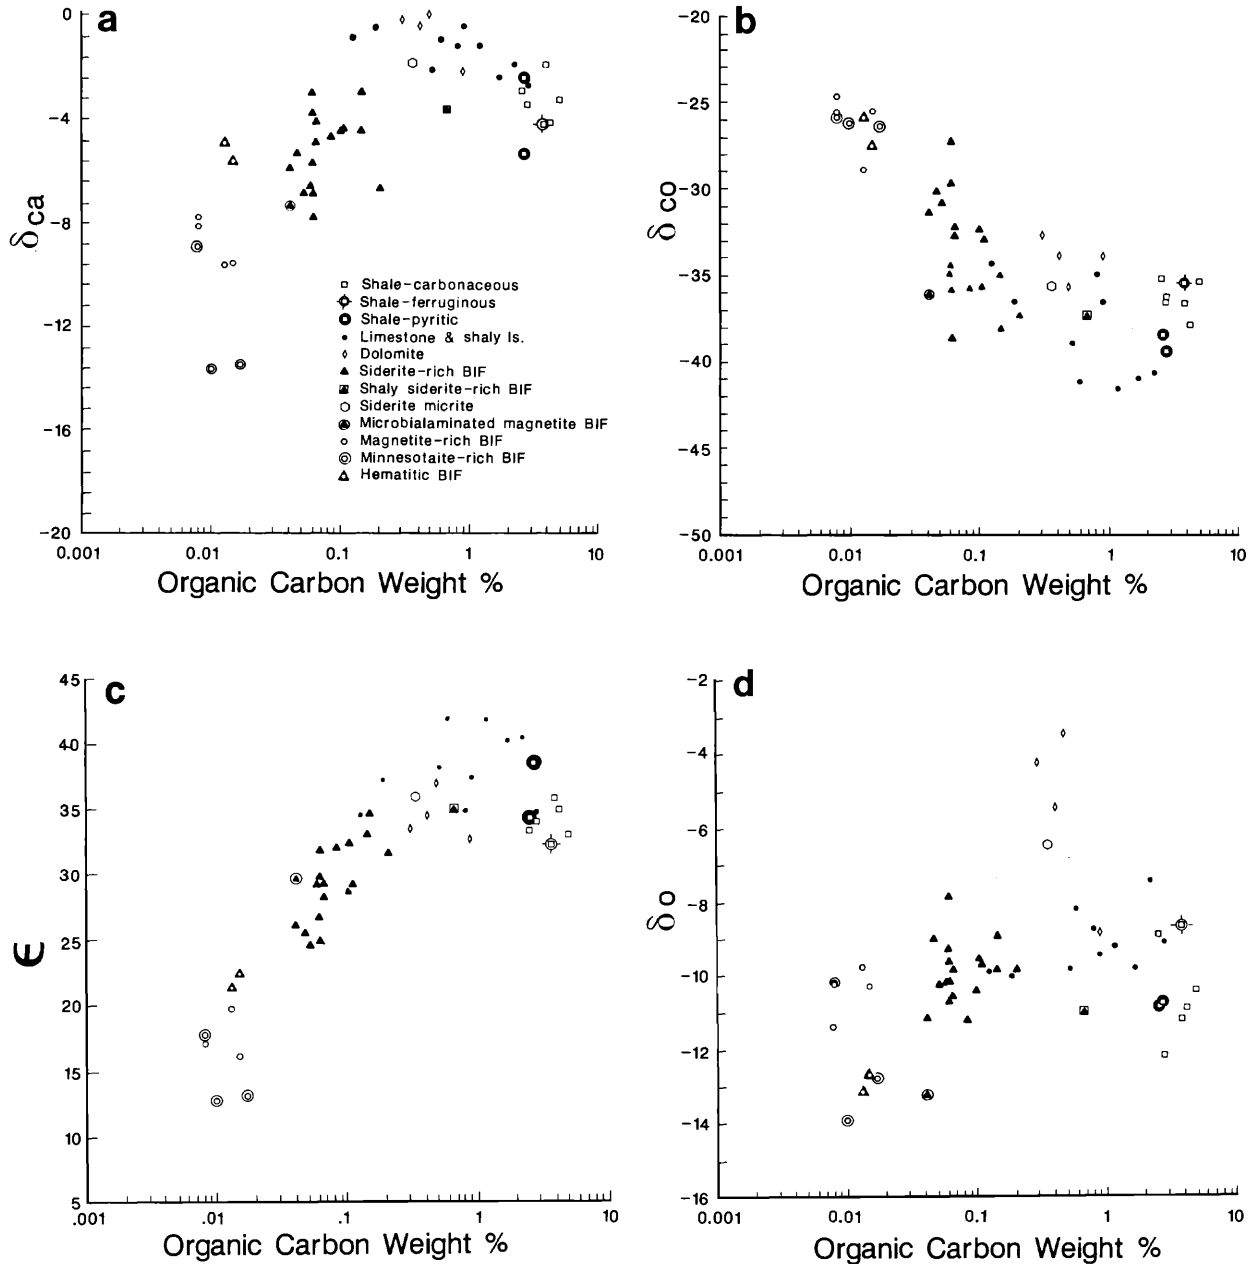 a
0
−4
−8
−12
−16
−20
δca
0.001
0.01
0.1
1
10
Organic Carbon Weight %
Shale-carbonaceous
Shale-ferruginous
Shale-pyritic
Limestone & shaly ls.
Dolomite
Siderite-rich BIF
Shaly siderite-rich BIF
Siderite micrite
Microbialaminated magnetite BIF
Magnetite-rich BIF
Minnesotaite-rich BIF
Hematitic BIF
b
−20
−25
−30
−35
−40
−45
−50
δco
0.001
0.01
0.1
1
10
Organic Carbon Weight %
c
45
40
35
30
25
20
15
10
5
ϵ
.001
.01
.1
1
10
Organic Carbon Weight %
d
−2
−4
−6
−8
−10
−12
−14
−16
δo
0.001
0.01
0.1
1
10
Organic Carbon Weight %